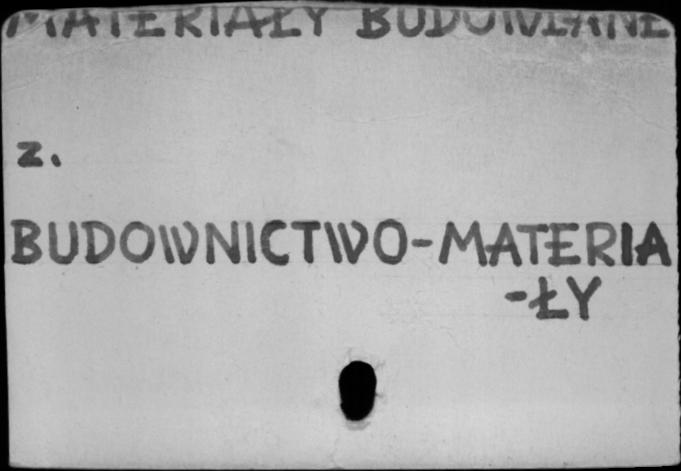 MATERIAŁY BUDOWLANE
z.
BUDOWNICTWO-MATERIA
-ŁY